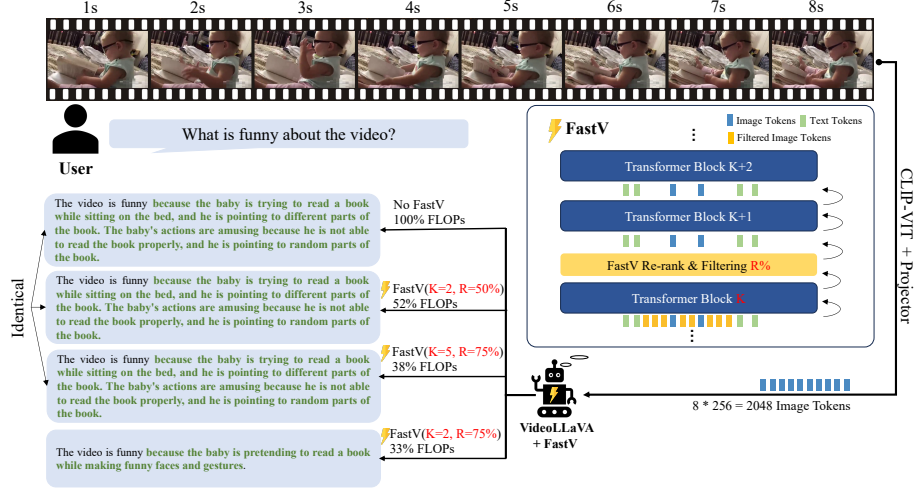 1s 2s 3s 4s 5s 6s 7s 8s
User
What is funny about the video?
The video is funny because the baby is trying to read a book
while sitting on the bed, and he is pointing to different parts of
the book. The baby's actions are amusing because he is not able
to read the book properly, and he is pointing to random parts of
the book.
No FastV
100% FLOPs
The video is funny because the baby is trying to read a book
while sitting on the bed, and he is pointing to different parts of
the book. The baby's actions are amusing because he is not able
to read the book properly, and he is pointing to random parts of
the book.
FastV(K=2, R=50%)
52% FLOPs
The video is funny because the baby is trying to read a book
while sitting on the bed, and he is pointing to different parts of
the book. The baby's actions are amusing because he is not able
to read the book properly, and he is pointing to random parts of
the book.
FastV(K=5, R=75%)
38% FLOPs
The video is funny because the baby is pretending to read a book
while making funny faces and gestures.
FastV(K=2, R=75%)
33% FLOPs
Identical
FastV
Image Tokens
Text Tokens
Filtered Image Tokens
Transformer Block K+2
Transformer Block K+1
FastV Re-rank & Filtering R%
Transformer Block K
CLIP-VIT + Projector
8 * 256 = 2048 Image Tokens
VideoLLaVA
+ FastV